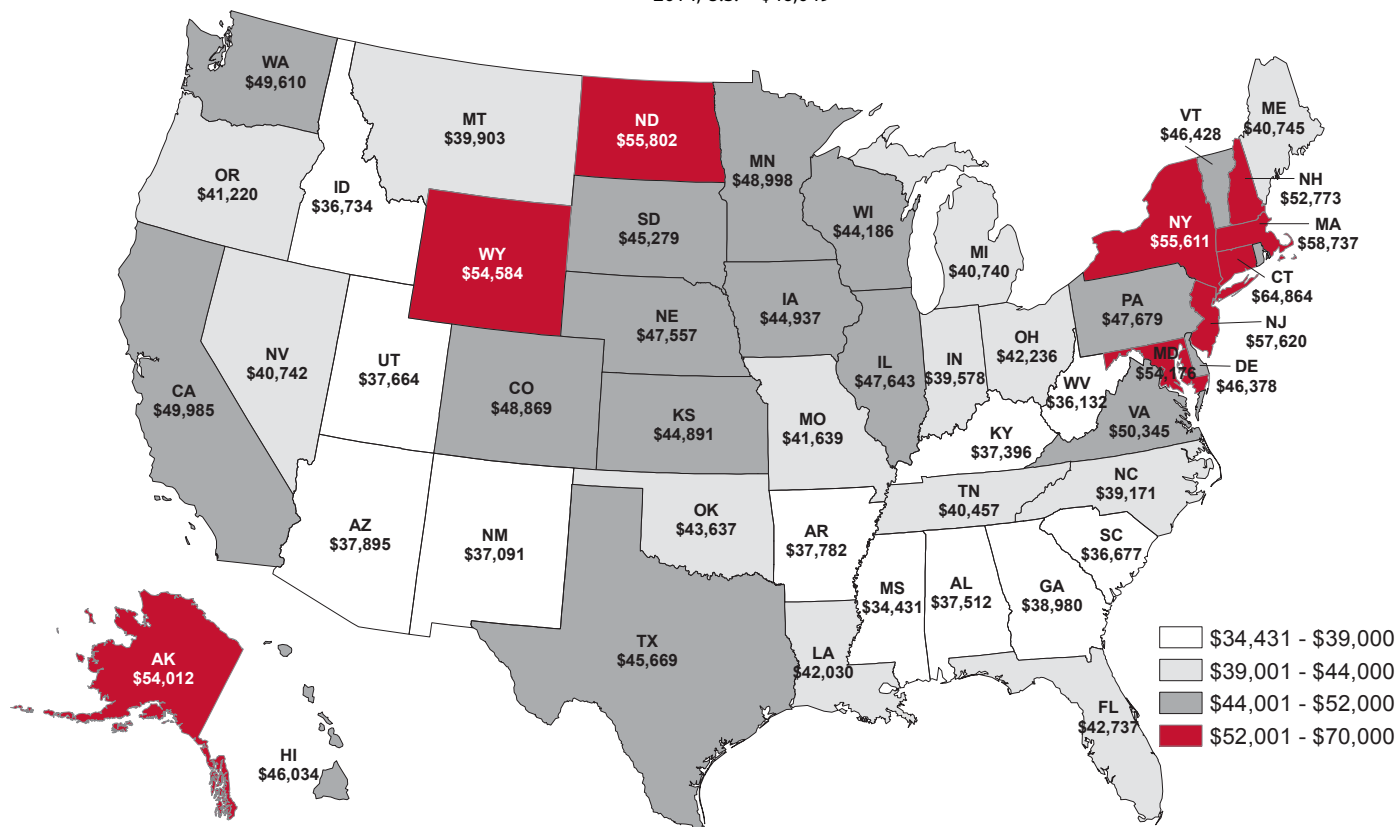 WA
$49,610
MT
$39,903
ND
$55,802
MN
$48,998
VT
$46,428
ME
$40,745
OR
$41,220
ID
$36,734
WY
$54,584
SD
$45,279
WI
$44,186
MI
$40,740
NY
$55,611
NH
$52,773
MA
$58,737
CT
$64,864
NJ
$57,620
DE
$46,378
MD
$54,176
PA
$47,679
CA
$49,985
NV
$40,742
UT
$37,664
CO
$48,869
NE
$47,557
KS
$44,891
IA
$44,937
MO
$41,639
IL
$47,643
IN
$39,578
OH
$42,236
WV
$36,132
VA
$50,345
KY
$37,396
TN
$40,457
NC
$39,171
SC
$36,677
AZ
$37,895
NM
$37,091
OK
$43,637
AR
$37,782
MS
$34,431
AL
$37,512
GA
$38,980
TX
$45,669
LA
$42,030
FL
$42,737
AK
$54,012
HI
$46,034
$34,431 - $39,000
$39,001 - $44,000
$44,001 - $52,000
$52,001 - $70,000